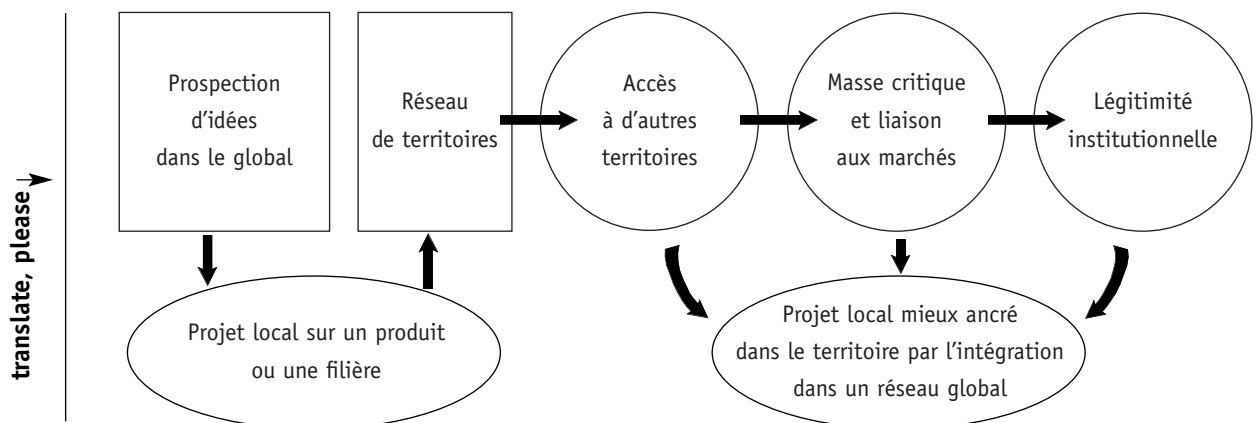 translate, please
Prospection
d'idées
dans le global
Réseau
de territoires
Accès
à d'autres
territoires
Masse critique
et liaison
aux marchés
Légitimité
institutionnelle
Projet local sur un produit
ou une filière
Projet local mieux ancré
dans le territoire par l'intégration
dans un réseau global